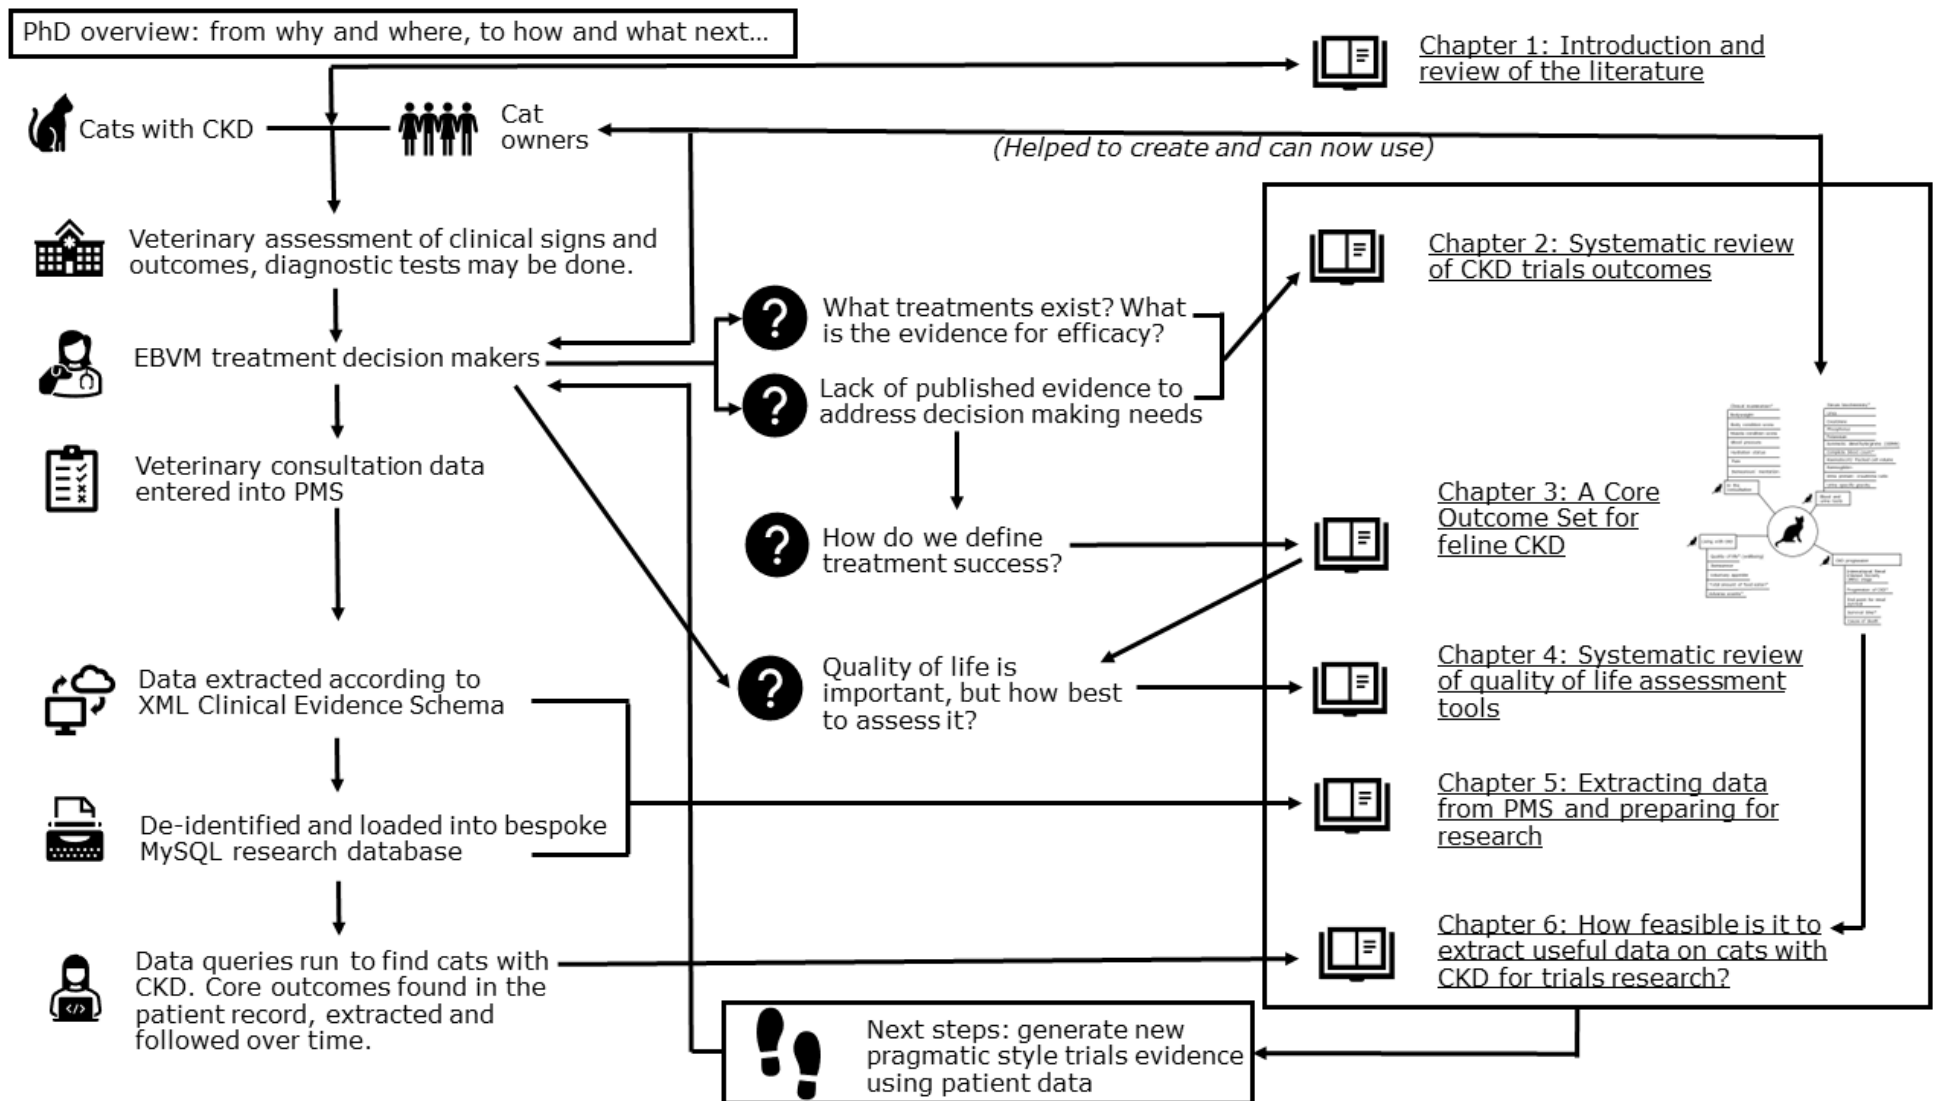 PhD overview: from why and where, to how and what next...
Chapter 1: Introduction and
review of the literature
Cats with CKD
Cat
owners
(Helped to create and can now use)
Veterinary assessment of clinical signs and
outcomes, diagnostic tests may be done.
EBVM treatment decision makers
Veterinary consultation data
entered into PMS
Data extracted according to
XML Clinical Evidence Schema
De-identified and loaded into bespoke
MySQL research database
Data queries run to find cats with
CKD. Core outcomes found in the
patient record, extracted and
followed over time.
What treatments exist? What
is the evidence for efficacy?
Lack of published evidence to
address decision making needs
How do we define
treatment success?
Quality of life is
important, but how best
to assess it?
Chapter 2: Systematic review
of CKD trials outcomes
Chapter 3: A Core
Outcome Set for
feline CKD
Chapter 4: Systematic review
of quality of life assessment
tools
Chapter 5: Extracting data
from PMS and preparing for
research
Chapter 6: How feasible is it to
extract useful data on cats with
CKD for trials research?
Next steps: generate new
pragmatic style trials evidence
using patient data